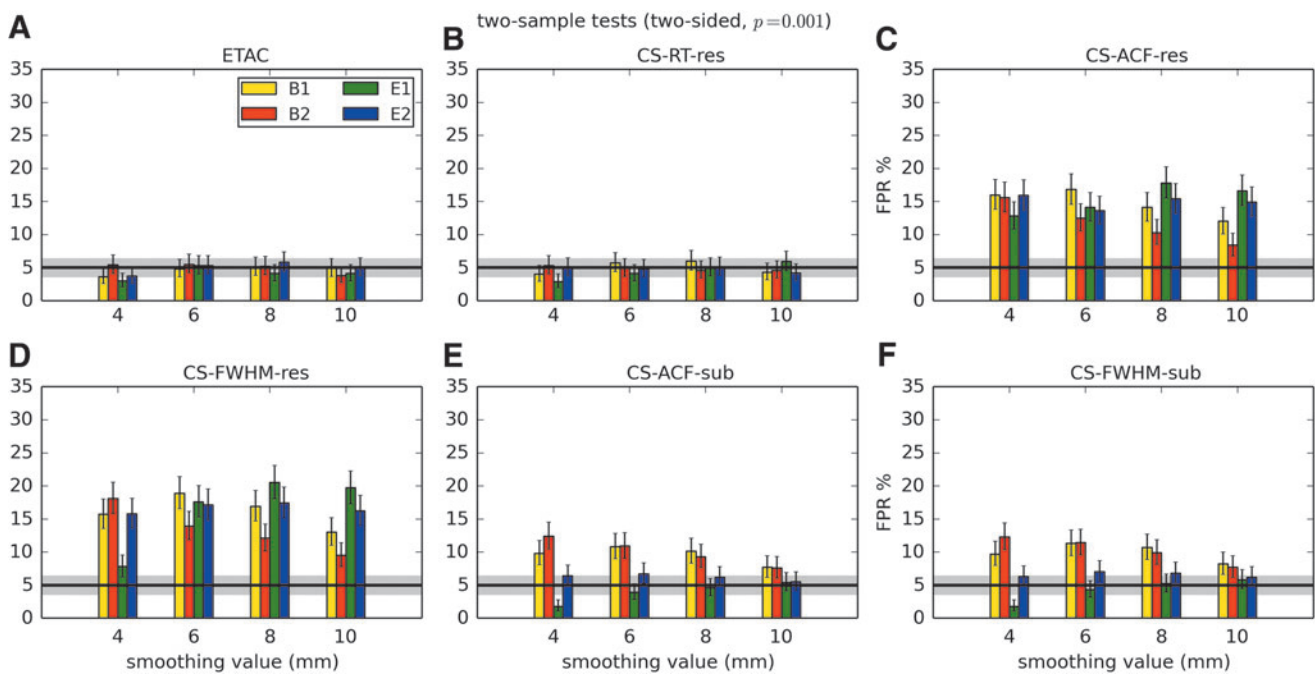 two-sample tests (two-sided, p=0.001)
A
ETAC
35
30
25
20
15
10
5
0
4 6 8 10
B1 E1
B2 E2
B
CS-RT-res
35
30
25
20
15
10
5
0
4 6 8 10
C
CS-ACF-res
35
30
25
20
15
10
5
0
FPR %
4 6 8 10
D
CS-FWHM-res
35
30
25
20
15
10
5
0
4 6 8 10
smoothing value (mm)
E
CS-ACF-sub
35
30
25
20
15
10
5
0
4 6 8 10
smoothing value (mm)
F
CS-FWHM-sub
35
30
25
20
15
10
5
0
FPR %
4 6 8 10
smoothing value (mm)